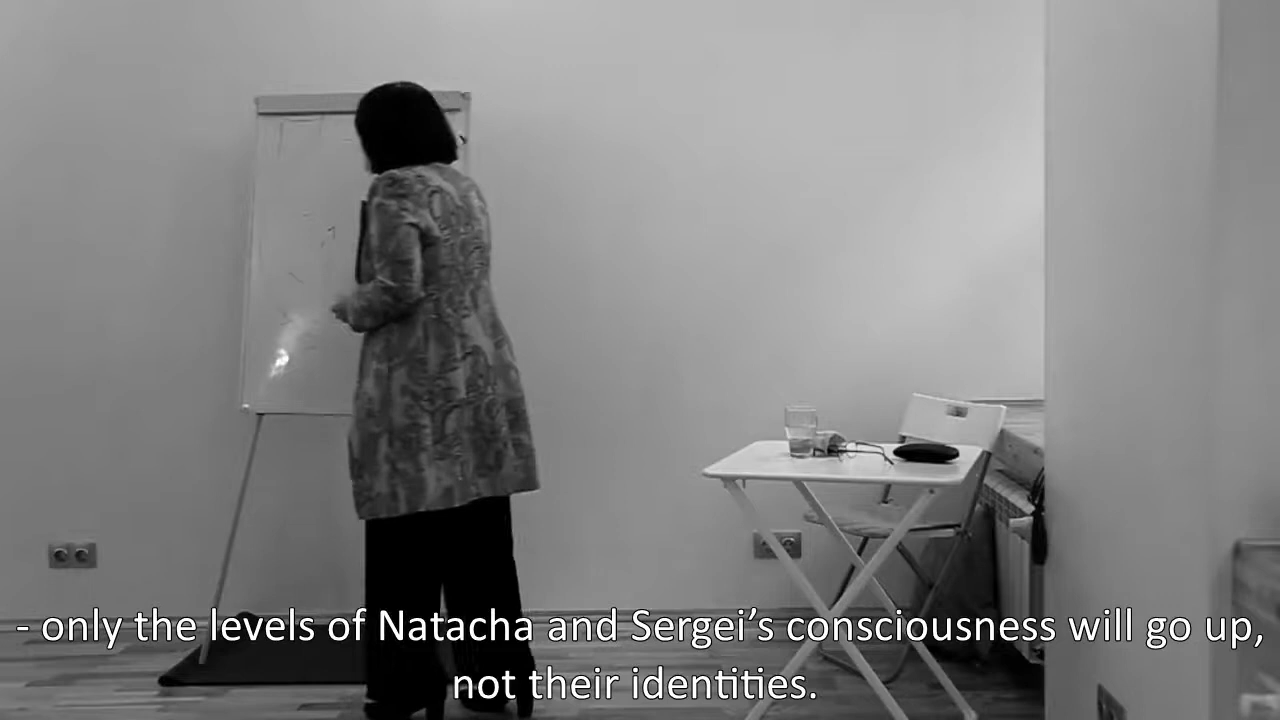 - only the levels of Natacha and Sergei’s consciousness will go up,
not their identities.